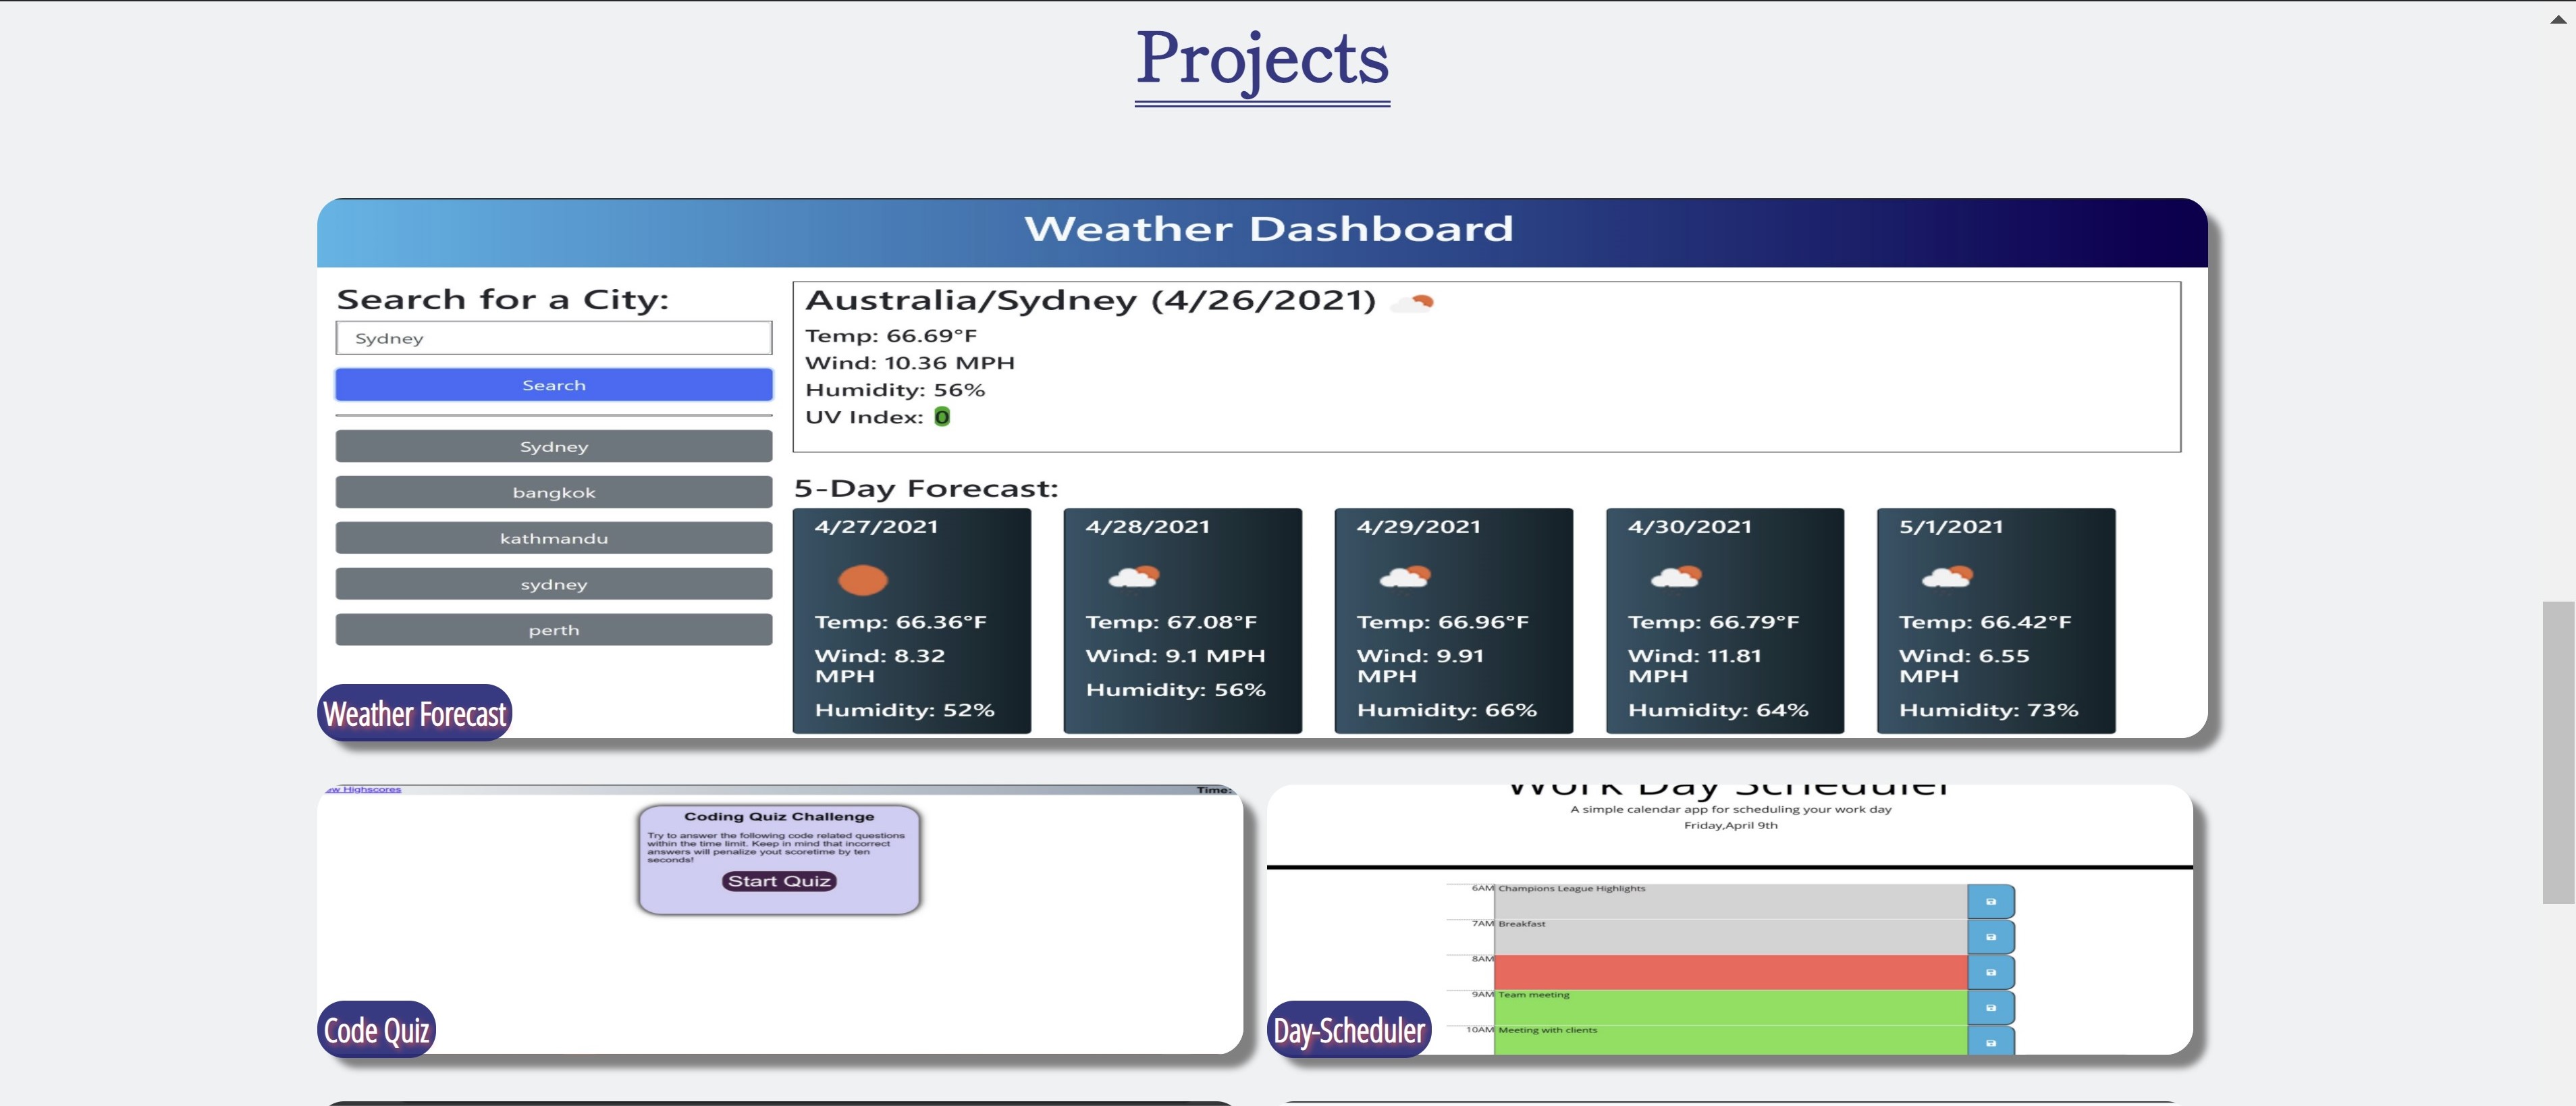 Projects
Weather Dashboard
Search for a City:
Sydney
Search
Sydney
bangkok
kathmandu
sydney
perth
Australia/Sydney (4/26/2021)
Temp: 66.69°F
Wind: 10.36 MPH
Humidity: 56%
UV Index: 0
5-Day Forecast:
4/27/2021
Temp: 66.36°F
Wind: 8.32
MPH
Humidity: 52%
4/28/2021
Temp: 67.08°F
Wind: 9.1 MPH
Humidity: 56%
4/29/2021
Temp: 66.96°F
Wind: 9.91
MPH
Humidity: 66%
4/30/2021
Temp: 66.79°F
Wind: 11.81
MPH
Humidity: 64%
5/1/2021
Temp: 66.42°F
Wind: 6.55
MPH
Humidity: 73%
Weather Forecast
ew Highscores
Time:
Coding Quiz Challenge
Try to answer the following code related questions
within the time limit. Keep in mind that incorrect
answers will penalize yout scoretime by ten
seconds!
Start Quiz
Code Quiz
Work Day Scheduler
A simple calendar app for scheduling your work day
Friday,April 9th
6AM Champions League Highlights
7AM Breakfast
8AM
9AM Team meeting
10AM Meeting with clients
Day-Scheduler